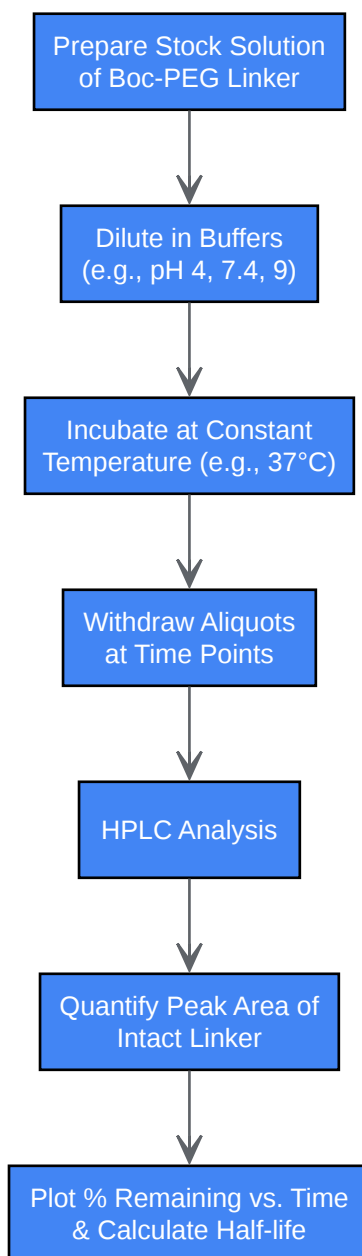 Prepare Stock Solution
of Boc-PEG Linker
Dilute in Buffers
(e.g., pH 4, 7.4, 9)
Incubate at Constant
Temperature (e.g., 37°C)
Withdraw Aliquots
at Time Points
HPLC Analysis
Quantify Peak Area of
Intact Linker
Plot % Remaining vs. Time
& Calculate Half-life